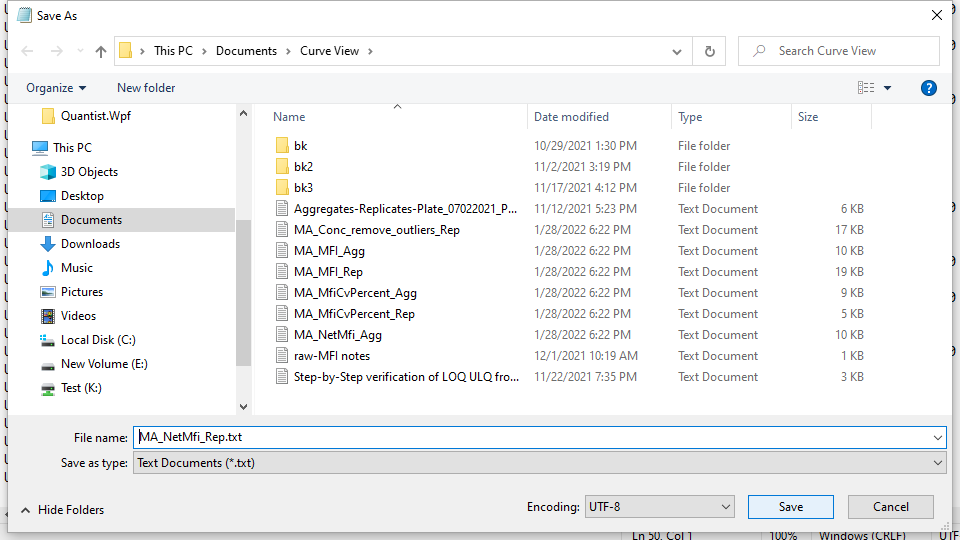 Save As
This PC > Documents > Curve View >
Search Curve View
Organize
New folder
?
Name Date modified Type Size
Quantist.Wpf
This PC
3D Objects
Desktop
Documents
Downloads
Music
Pictures
Videos
Local Disk (C:)
New Volume (E:)
Test (K:)
bk 10/29/2021 1:30 PM File folder
bk2 11/2/2021 3:19 PM File folder
bk3 11/17/2021 4:12 PM File folder
Aggregates-Replicates-Plate_07022021_P... 11/12/2021 5:23 PM Text Document 6 KB
MA_Conc_remove_outliers_Rep 1/28/2022 6:22 PM Text Document 17 KB
MA_MFI_Agg 1/28/2022 6:22 PM Text Document 10 KB
MA_MFI_Rep 1/28/2022 6:22 PM Text Document 19 KB
MA_MfiCvPercent_Agg 1/28/2022 6:22 PM Text Document 9 KB
MA_MfiCvPercent_Rep 1/28/2022 6:22 PM Text Document 5 KB
MA_NetMfi_Agg 1/28/2022 6:22 PM Text Document 10 KB
raw-MFI notes 12/1/2021 10:19 AM Text Document 1 KB
Step-by-Step verification of LOQ ULQ fro... 11/22/2021 7:35 PM Text Document 3 KB
File name: MA_NetMfi_Rep.txt
Save as type: Text Documents (*.txt)
Hide Folders
Encoding: UTF-8
Save
Cancel
Ln 50, Col 1 100% Windows (CRLF) UTF